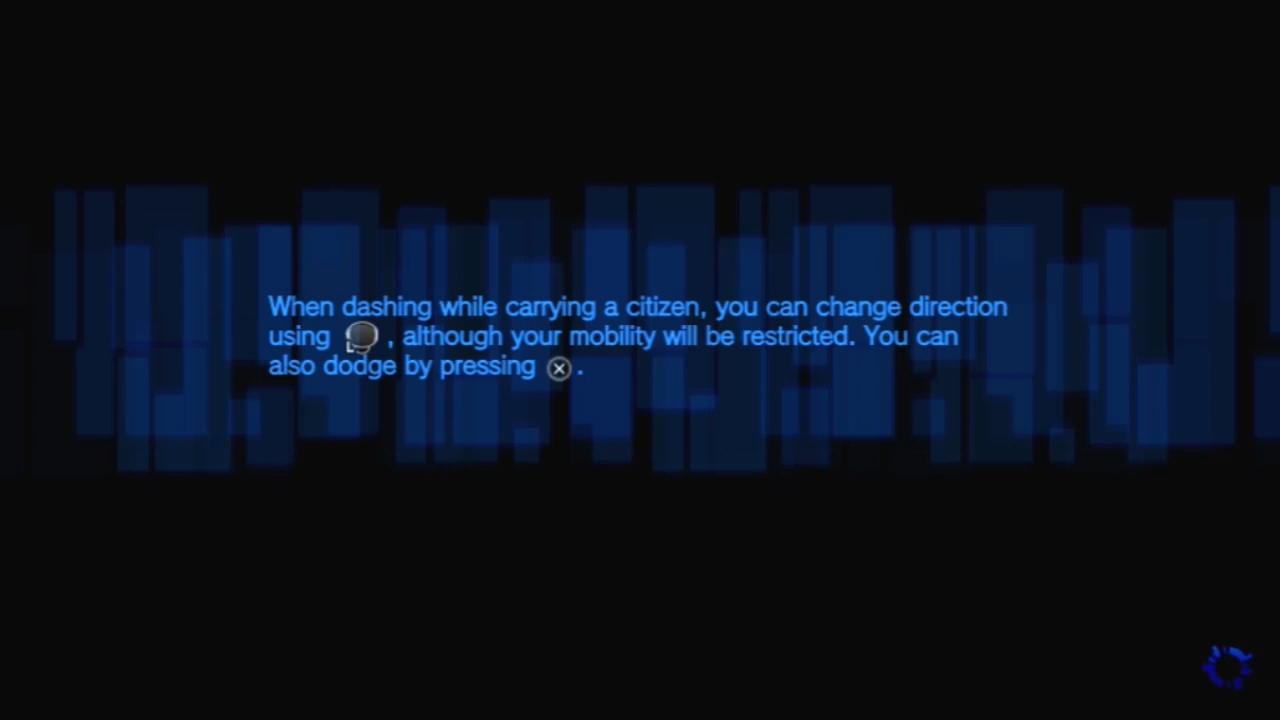 When dashing while carrying a citizen, you can change direction
using L , although your mobility will be restricted. You can
also dodge by pressing ⓧ .